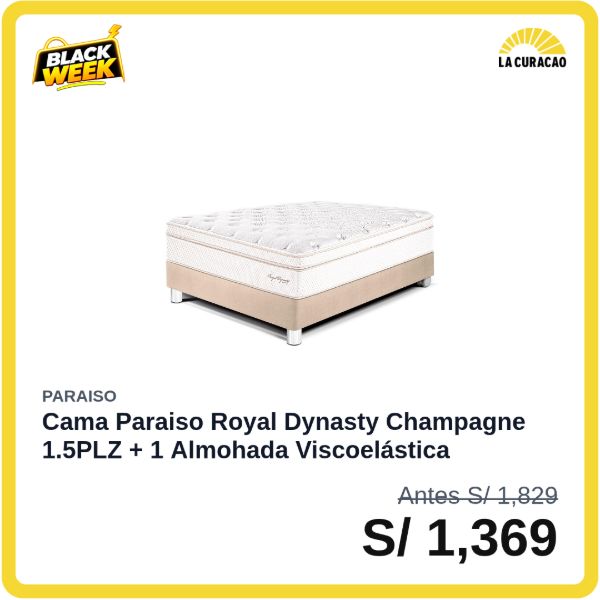 BLACK
WEEK
LA CURACAO
PARAISO
Cama Paraiso Royal Dynasty Champagne
1.5PLZ + 1 Almohada Viscoelástica
Antes S/ 1,829
S/ 1,369